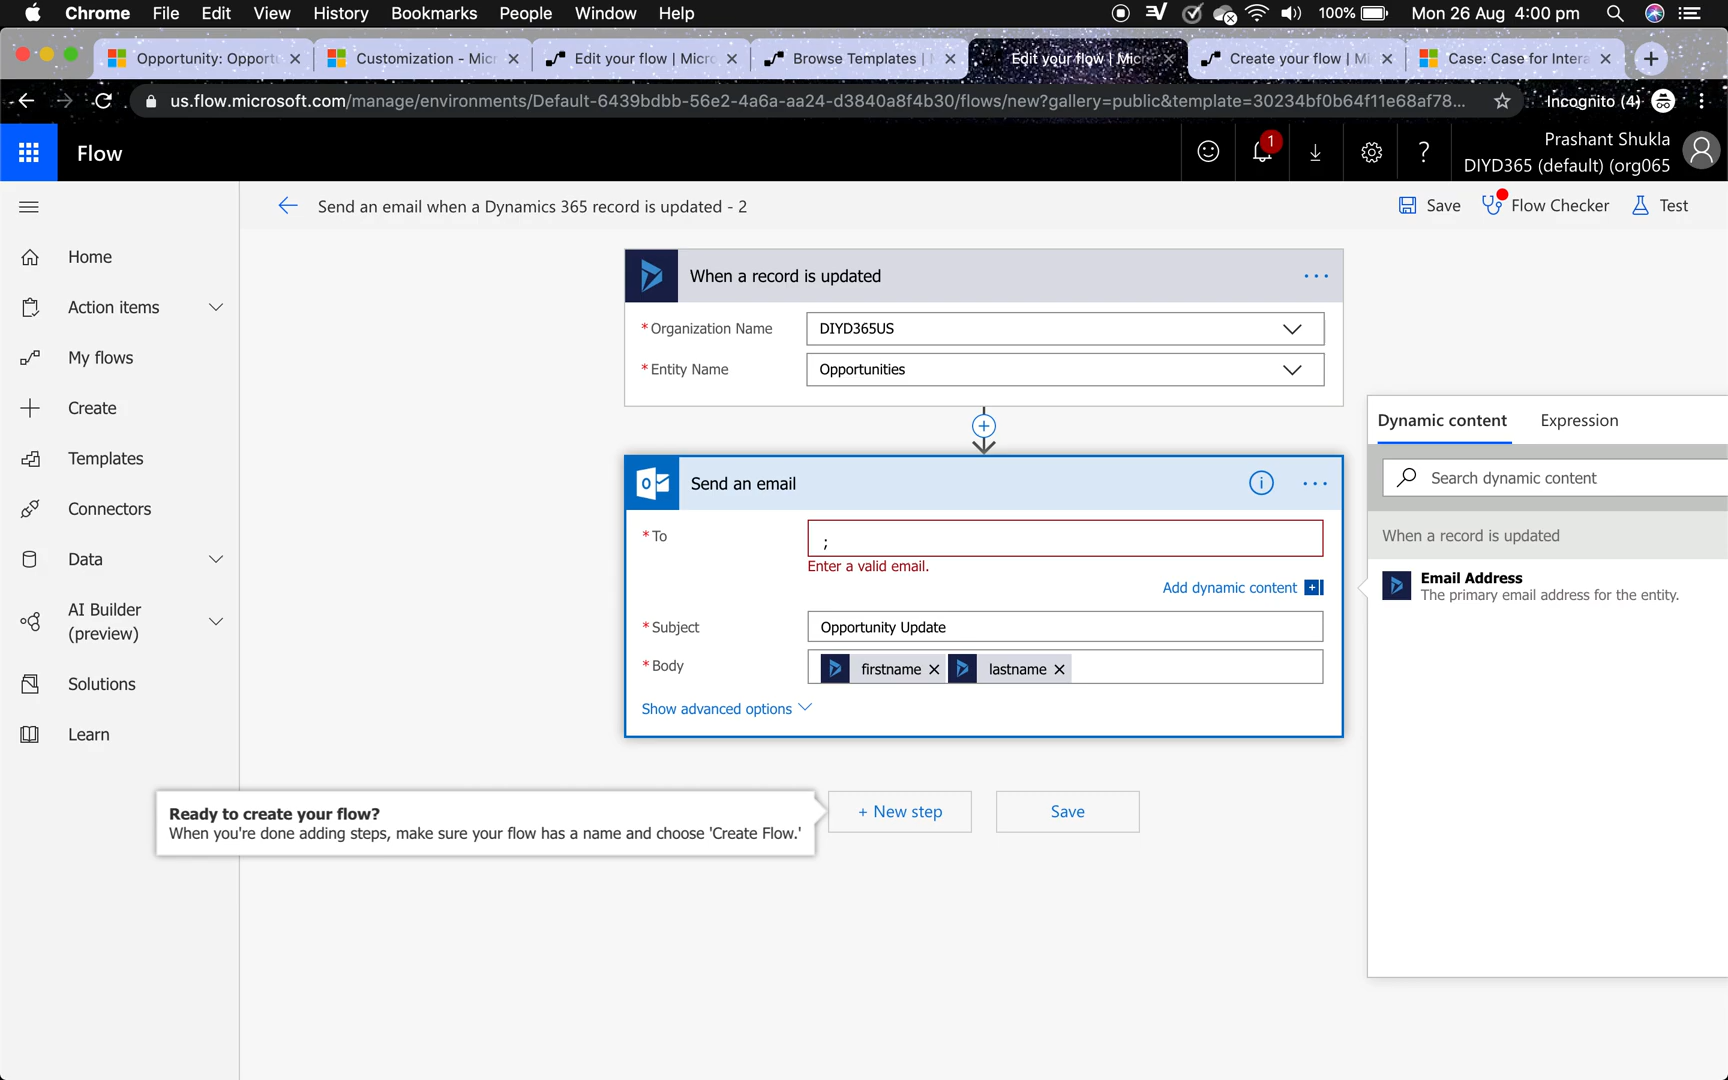 Chrome File Edit View History Bookmarks People Window Help 100% Mon 26 Aug 4:00 pm
Opportunity: Opport Customization - Micr Edit your flow | Micro Browse Templates | Edit your flow | Micr Create your flow | Mi Case: Case for Intera
us.flow.microsoft.com/manage/environments/Default-6439bdbb-56e2-4a6a-aa24-d3840a8f4b30/flows/new?gallery=public&template=30234bf0b64f11e68af78... Incognito (4)
Flow 1 ? Prashant Shukla
DIYD365 (default) (org065
Send an email when a Dynamics 365 record is updated - 2 Save Flow Checker Test
Home
Action items
My flows
Create
Templates
Connectors
Data
AI Builder
(preview)
Solutions
Learn
When a record is updated ...
*Organization Name DIYD365US
*Entity Name Opportunities
Send an email ...
*To ;
Enter a valid email.
Add dynamic content
*Subject Opportunity Update
*Body firstname lastname
Show advanced options
Ready to create your flow?
When you're done adding steps, make sure your flow has a name and choose 'Create Flow.'
+ New step Save
Dynamic content Expression
Search dynamic content
When a record is updated
Email Address
The primary email address for the entity.